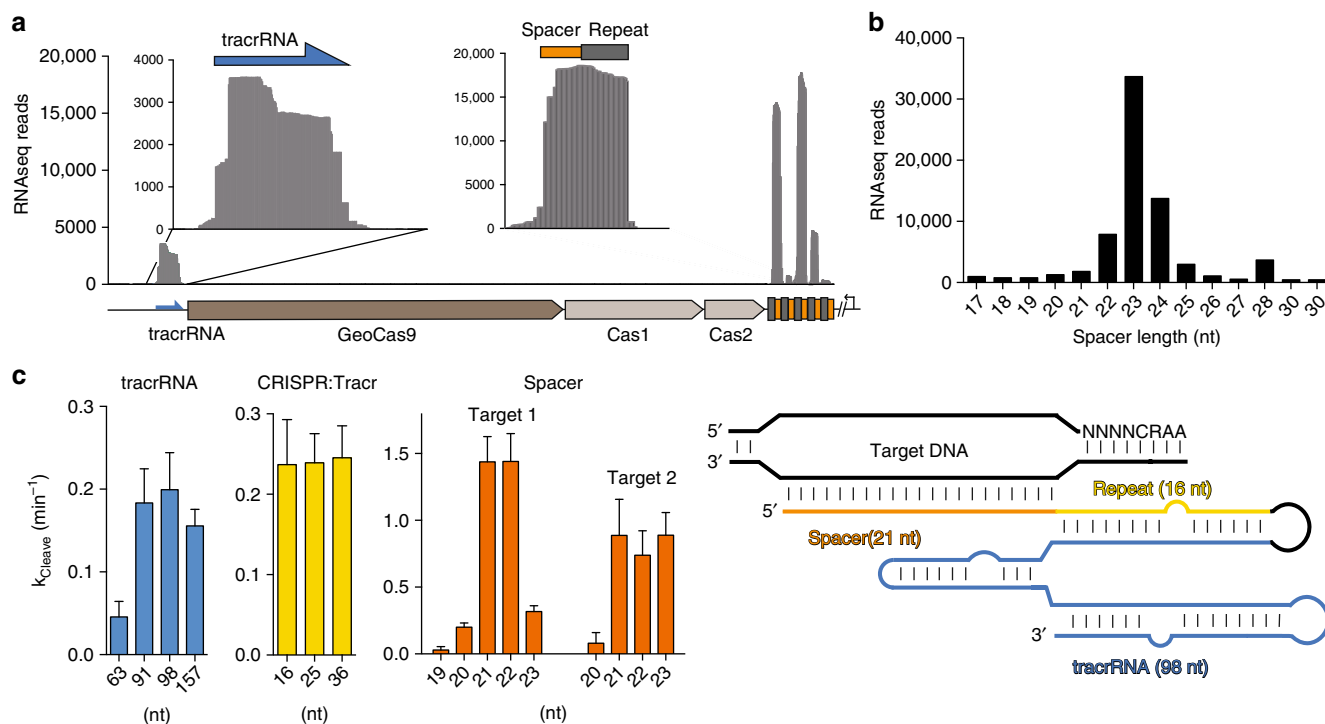 a
tracrRNA
Spacer Repeat
RNAseq reads
20,000
15,000
10,000
5000
0
4000
3000
2000
1000
0
20,000
15,000
10,000
5000
0
tracrRNA
GeoCas9
Cas1
Cas2
b
RNAseq reads
40,000
30,000
20,000
10,000
0
17 18 19 20 21 22 23 24 25 26 27 28 30 30
Spacer length (nt)
c
tracrRNA
CRISPR:Tracr
Spacer
kCleave (min−1)
0.3
0.2
0.1
0.0
63 91 98 157
(nt)
0.3
0.2
0.1
0.0
16 25 36
(nt)
Target 1
Target 2
1.5
1.0
0.5
0.0
19 20 21 22 23 20 21 22 23
(nt)
5′ NNNNCRAA
3′ Target DNA
Repeat (16 nt)
5′
Spacer(21 nt)
3′
tracrRNA (98 nt)